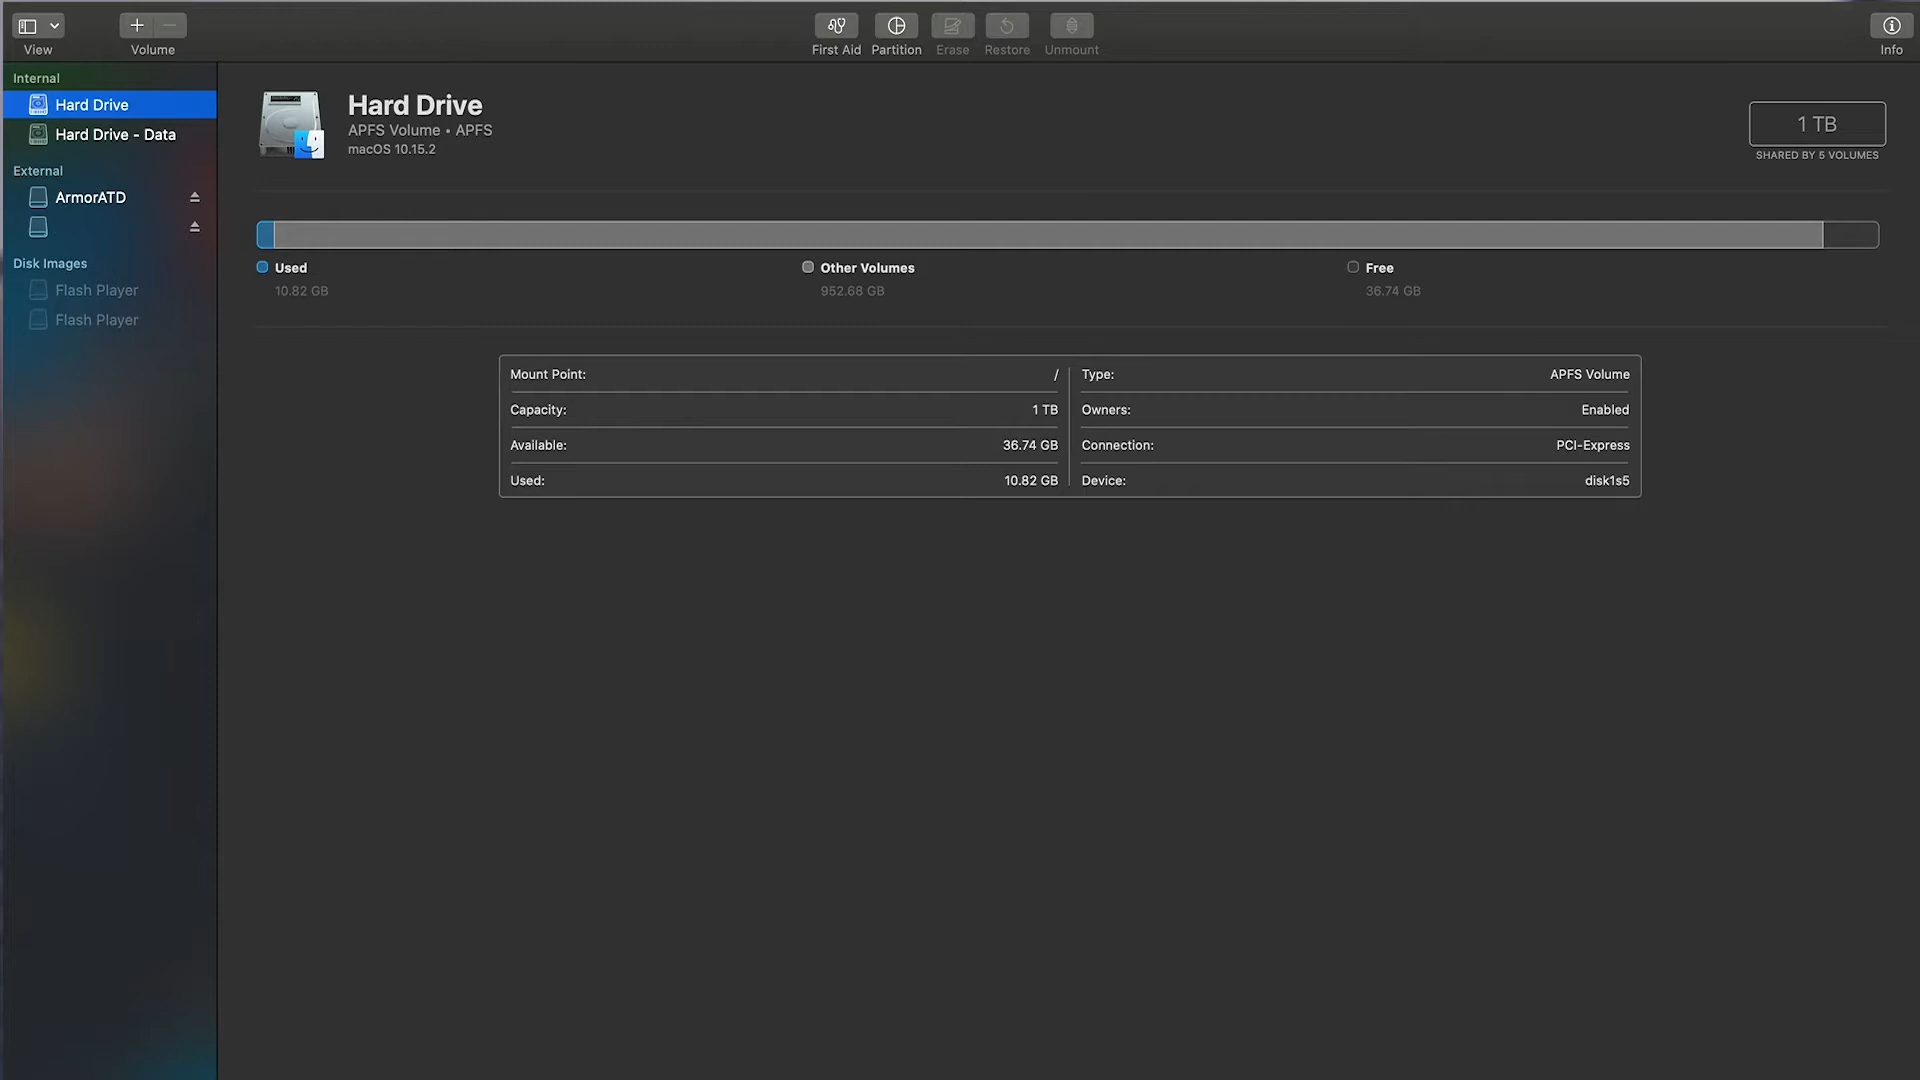 View
Volume
First Aid
Partition
Erase
Restore
Unmount
Info
Internal
Hard Drive
Hard Drive - Data
External
ArmorATD
Disk Images
Flash Player
Flash Player
Hard Drive
APFS Volume • APFS
macOS 10.15.2
1 TB
SHARED BY 5 VOLUMES
Used
10.82 GB
Other Volumes
952.68 GB
Free
36.74 GB
Mount Point: /
Capacity: 1 TB
Available: 36.74 GB
Used: 10.82 GB
Type: APFS Volume
Owners: Enabled
Connection: PCI-Express
Device: disk1s5